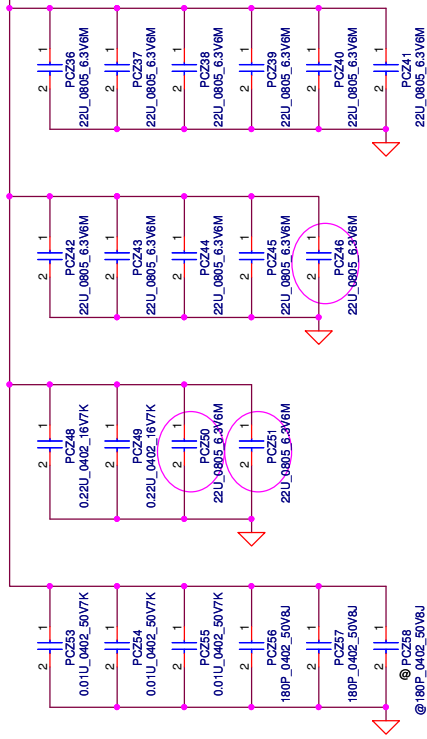 1
2
PCZ36
22U_0805_6.3V6M
1
2
PCZ37
22U_0805_6.3V6M
1
2
PCZ38
22U_0805_6.3V6M
1
2
PCZ39
22U_0805_6.3V6M
1
2
PCZ40
22U_0805_6.3V6M
1
2
PCZ41
22U_0805_6.3V6M
1
2
PCZ42
22U_0805_6.3V6M
1
2
PCZ43
22U_0805_6.3V6M
1
2
PCZ44
22U_0805_6.3V6M
1
2
PCZ45
22U_0805_6.3V6M
1
2
PCZ46
22U_0805_6.3V6M
1
2
PCZ48
0.22U_0402_16V7K
1
2
PCZ49
0.22U_0402_16V7K
1
2
PCZ50
22U_0805_6.3V6M
1
2
PCZ51
22U_0805_6.3V6M
1
2
PCZ53
0.01U_0402_50V7K
1
2
PCZ54
0.01U_0402_50V7K
1
2
PCZ55
0.01U_0402_50V7K
1
2
PCZ56
180P_0402_50V8J
1
2
PCZ57
180P_0402_50V8J
1
2
@ PCZ58
@180P_0402_50V8J